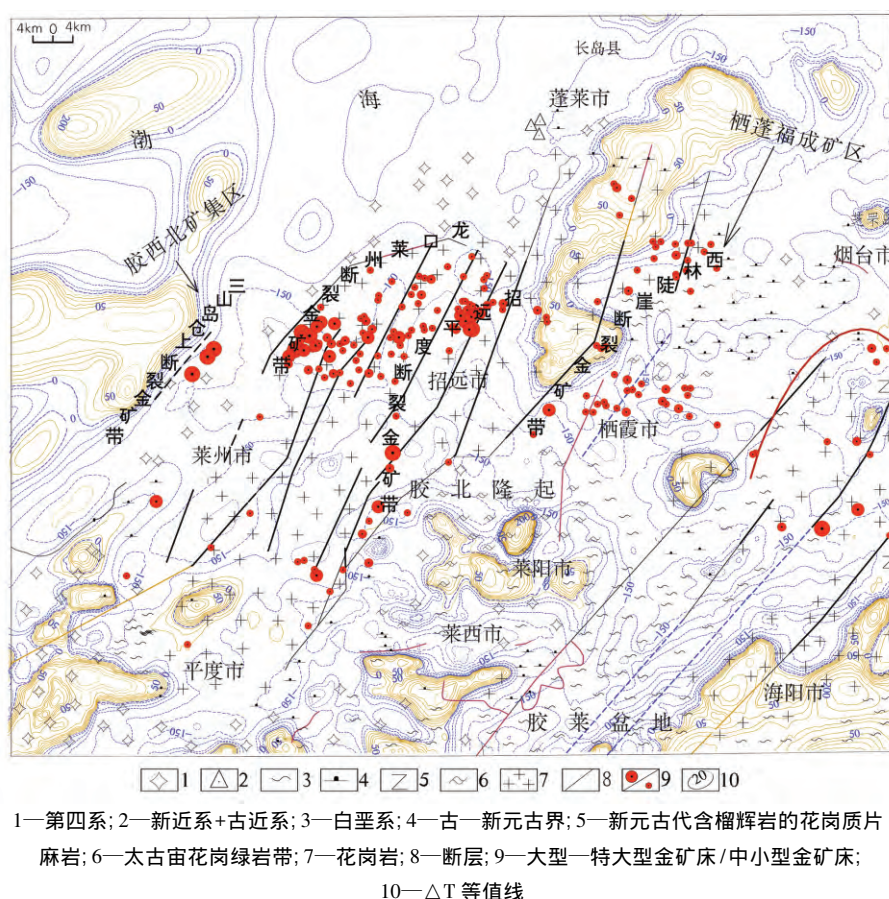 4km 0 4km
长岛县
蓬莱市
渤
海
栖蓬福成矿区
胶西北矿集区
烟台市
三山岛仓上断裂金矿带
龙口莱州断裂金矿带
招远平度断裂金矿带
西林陡崖断裂金矿带
招远市
莱州市
栖霞市
胶北隆起
莱阳市
莱西市
平度市
海阳市
胶莱盆地
200
50
0
-150
1 2 3 4 5 6 7 8 9 20 10
1—第四系;2—新近系+古近系;3—白垩系;4—古—新元古界;5—新元古代含榴辉岩的花岗质片
麻岩;6—太古宙花岗绿岩带;7—花岗岩;8—断层;9—大型—特大型金矿床/中小型金矿床;
10—△T 等值线